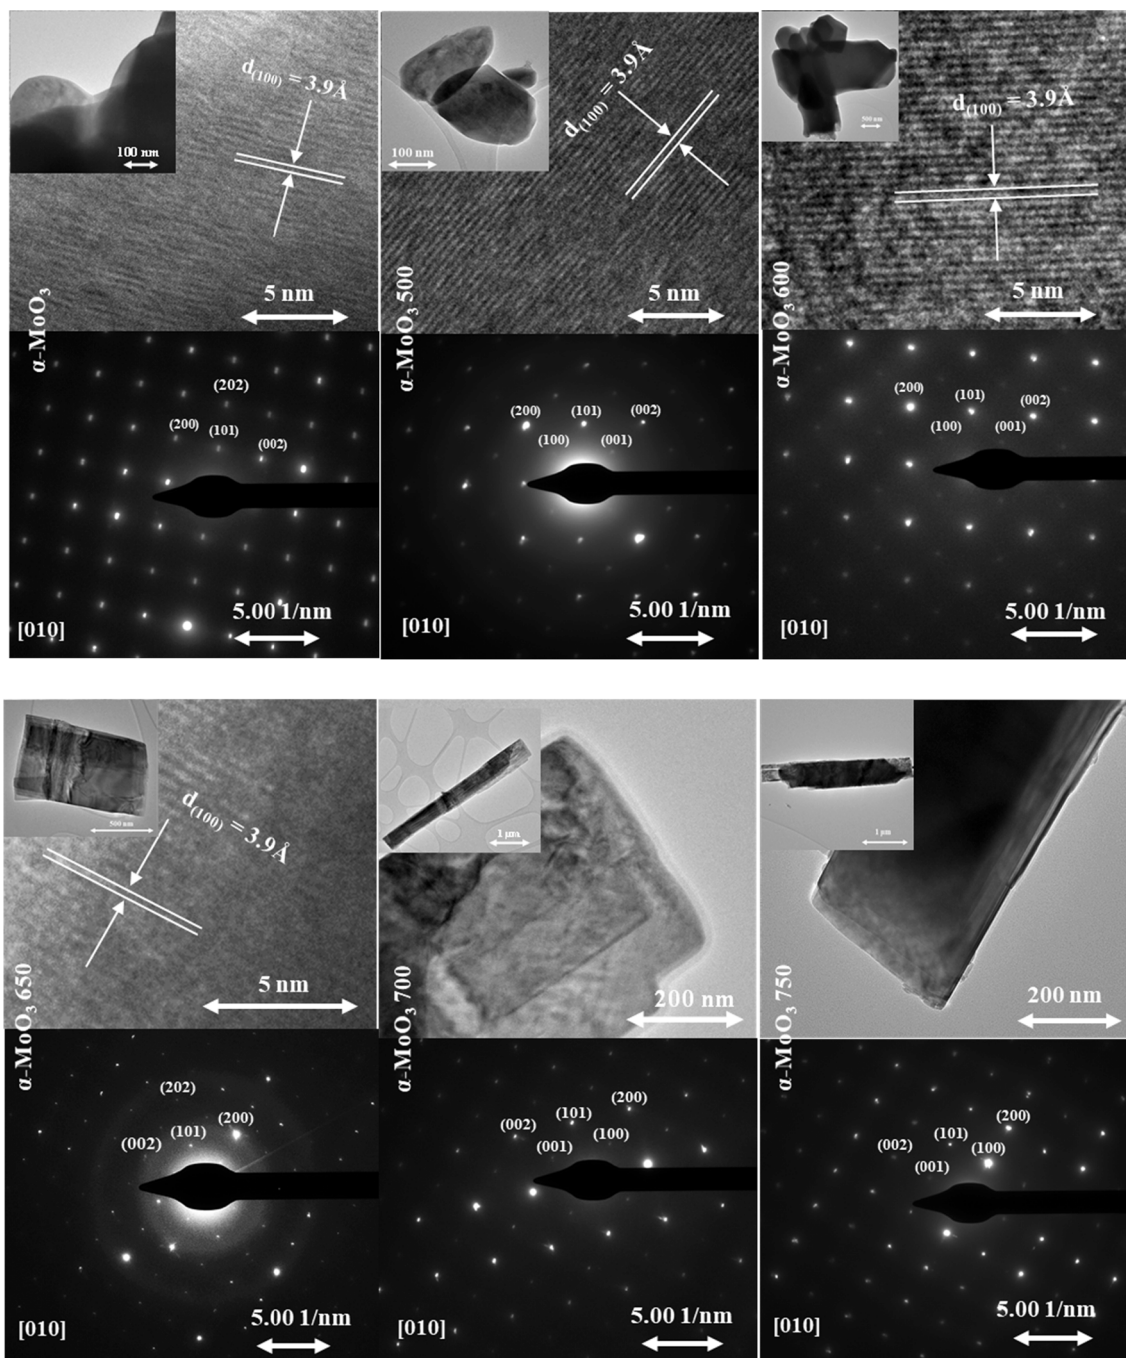 d(100) = 3.9Å
100 nm
5 nm
α-MoO3
(202)
(200)
(101)
(002)
5.00 1/nm
[010]
d(100) = 3.9Å
100 nm
5 nm
α-MoO3 500
(200)
(101)
(002)
(100)
(001)
5.00 1/nm
[010]
d(100) = 3.9Å
500 nm
5 nm
α-MoO3 600
(200)
(101)
(002)
(100)
(001)
5.00 1/nm
[010]
d(100) = 3.9Å
500 nm
5 nm
α-MoO3 650
(202)
(200)
(101)
(002)
5.00 1/nm
[010]
1 µm
200 nm
α-MoO3 700
(200)
(101)
(002)
(100)
(001)
5.00 1/nm
[010]
1 µm
200 nm
α-MoO3 750
(200)
(101)
(002)
(100)
(001)
5.00 1/nm
[010]